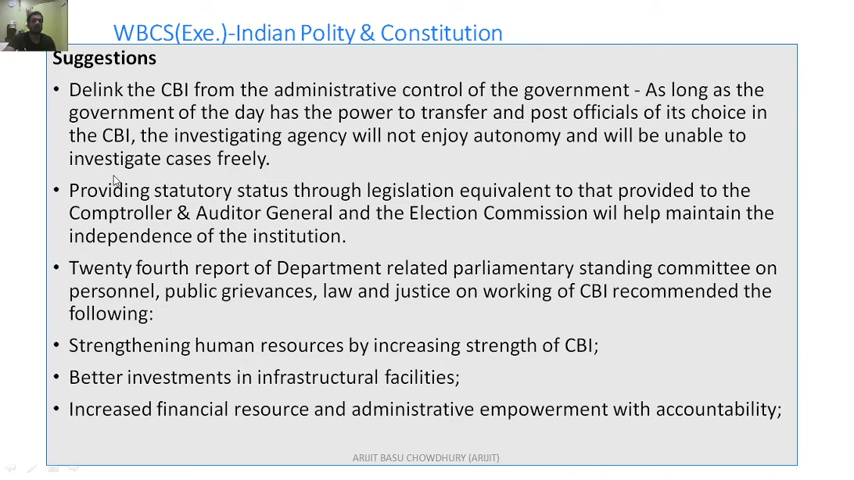 WBCS(Exe.)-Indian Polity & Constitution
Suggestions
• Delink the CBI from the administrative control of the government - As long as the
government of the day has the power to transfer and post officials of its choice in
the CBI, the investigating agency will not enjoy autonomy and will be unable to
investigate cases freely.
• Providing statutory status through legislation equivalent to that provided to the
Comptroller & Auditor General and the Election Commission wil help maintain the
independence of the institution.
• Twenty fourth report of Department related parliamentary standing committee on
personnel, public grievances, law and justice on working of CBI recommended the
following:
• Strengthening human resources by increasing strength of CBI;
• Better investments in infrastructural facilities;
• Increased financial resource and administrative empowerment with accountability;
ARIJIT BASU CHOWDHURY (ARIJIT)